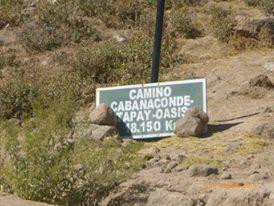 CAMINO
CABANACONDE-
TAPAY-OASIS
18.150 Km